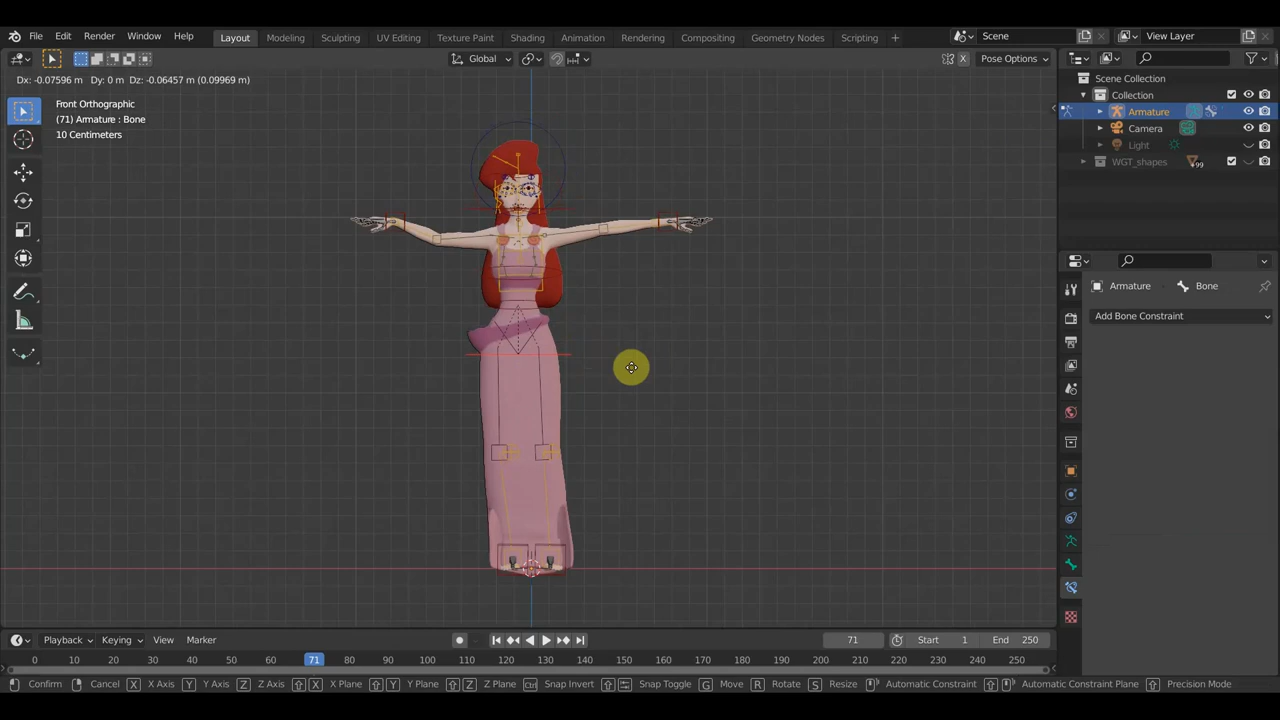 File Edit Render Window Help Layout Modeling Sculpting UV Editing Texture Paint Shading Animation Rendering Compositing Geometry Nodes Scripting + Scene View Layer
Global X Pose Options
Dx: -0.07596 m Dy: 0 m Dz: -0.06457 m (0.09969 m)
Front Orthographic
(71) Armature : Bone
10 Centimeters
Scene Collection
Collection
Armature
Camera
Light
WGT_shapes +99
Armature Bone
Add Bone Constraint
Playback Keying View Marker 71 Start 1 End 250
0 10 20 30 40 50 60 71 80 90 100 110 120 130 140 150 160 170 180 190 200 210 220 230 240 250
Confirm Cancel X X Axis Y Y Axis Z Z Axis X X Plane Y Y Plane Z Z Plane Ctrl Snap Invert Snap Toggle G Move R Rotate S Resize Automatic Constraint Automatic Constraint Plane Precision Mode